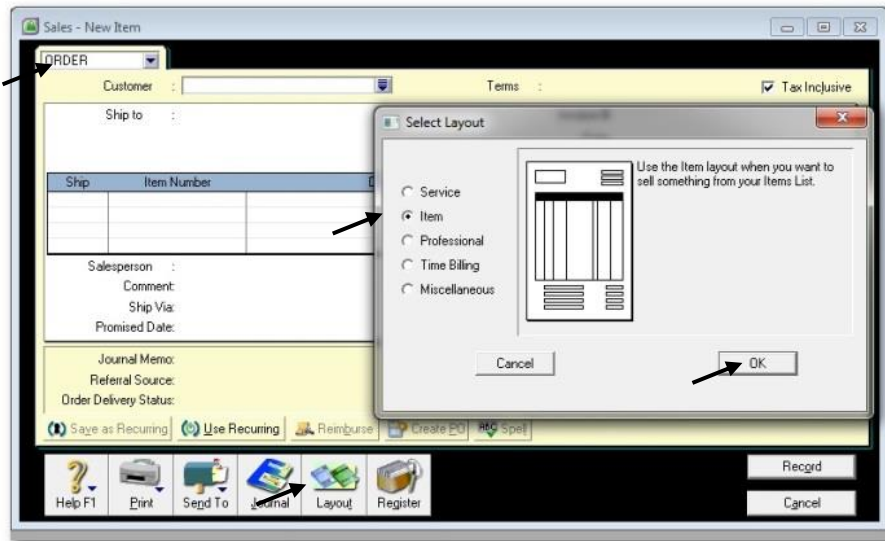 Sales - New Item
ORDER
Customer :
Terms :
Tax Inclusive
Ship to :
Select Layout
Ship Item Number
Service
Item
Professional
Time Billing
Miscellaneous
Use the Item layout when you want to
sell something from your Items List.
Cancel
OK
Salesperson :
Comment:
Ship Via:
Promised Date:
Journal Memo:
Referral Source:
Order Delivery Status:
Save as Recurring
Use Recurring
Reimburse
Create PO
Spell
Help F1
Print
Send To
Journal
Layout
Register
Record
Cancel